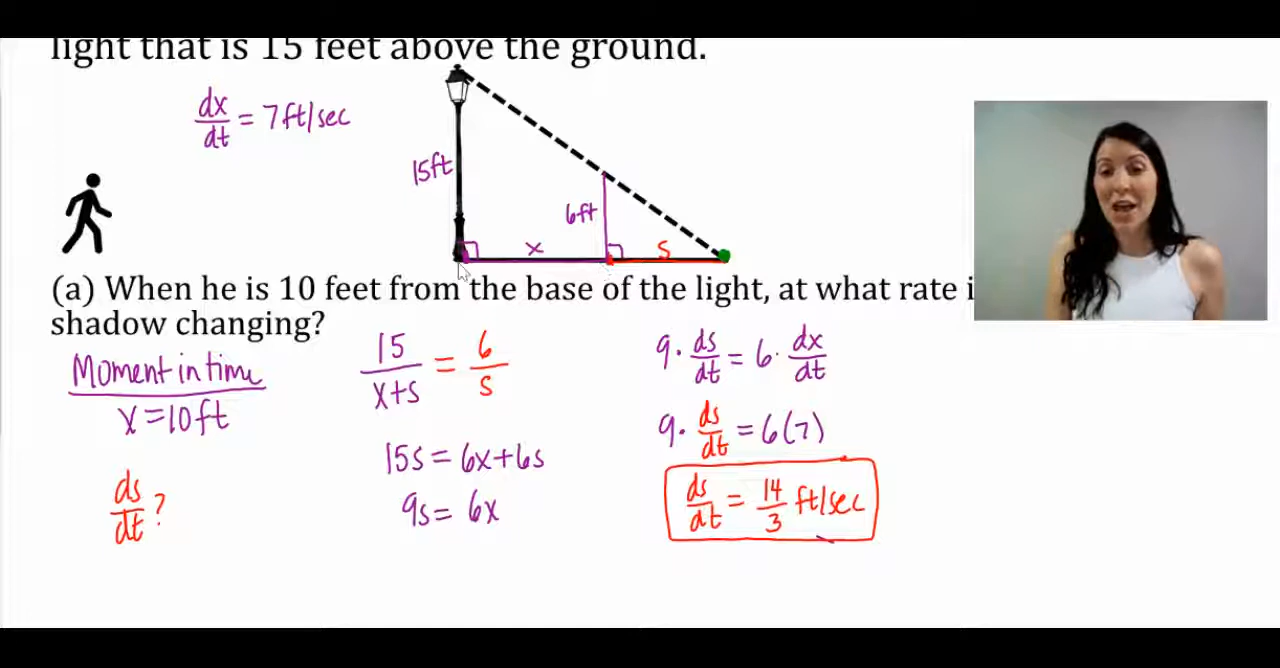 light that is 15 feet above the ground.
dx/dt = 7ft/sec
15ft
6ft
x
s
(a) When he is 10 feet from the base of the light, at what rate i
shadow changing?
Moment in time
x = 10ft
ds/dt ?
15/(x+s) = 6/s
15s = 6x + 6s
9s = 6x
9 · ds/dt = 6 · dx/dt
9 · ds/dt = 6(7)
ds/dt = 14/3 ft/sec